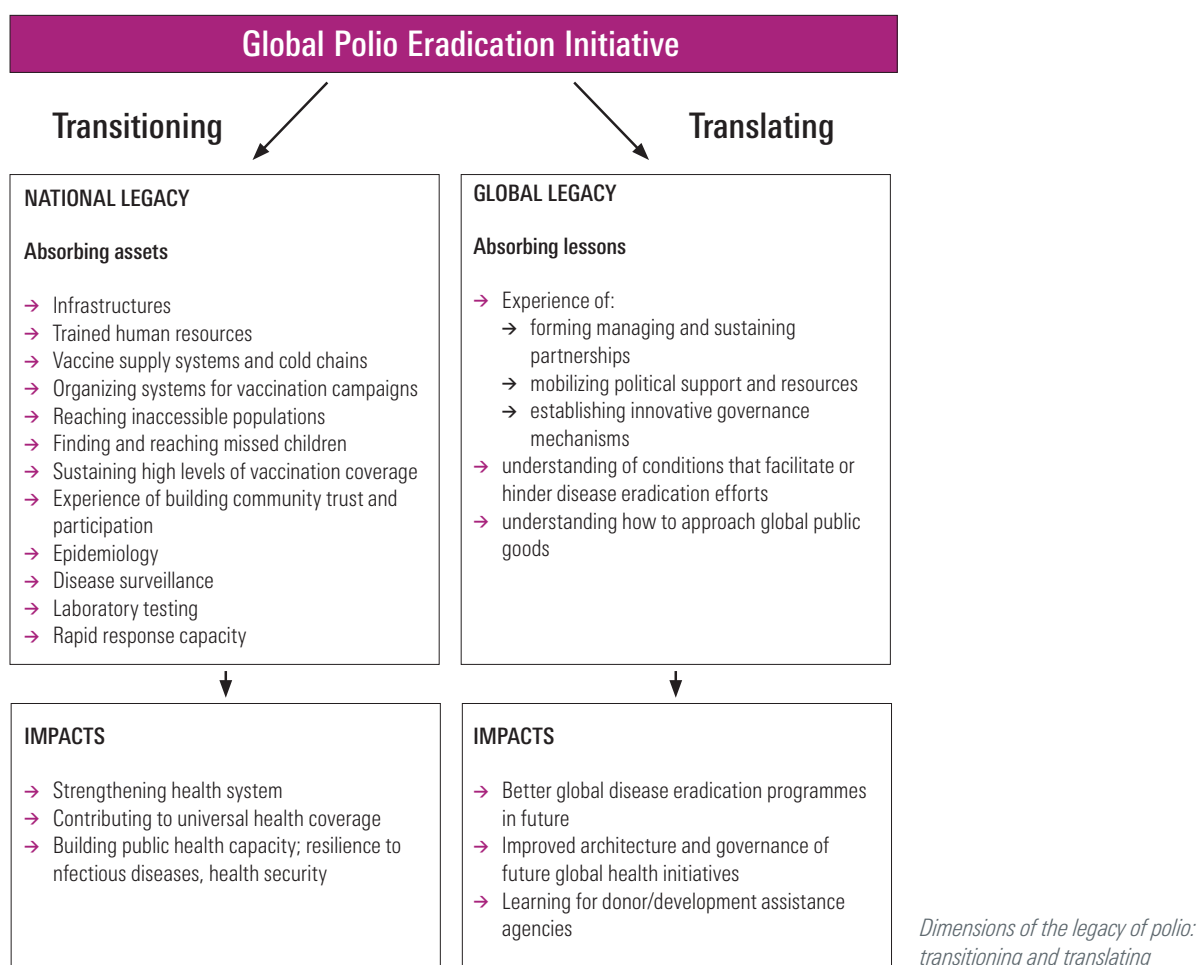 Global Polio Eradication Initiative
Transitioning
Translating
NATIONAL LEGACY
Absorbing assets
→ Infrastructures
→ Trained human resources
→ Vaccine supply systems and cold chains
→ Organizing systems for vaccination campaigns
→ Reaching inaccessible populations
→ Finding and reaching missed children
→ Sustaining high levels of vaccination coverage
→ Experience of building community trust and
participation
→ Epidemiology
→ Disease surveillance
→ Laboratory testing
→ Rapid response capacity
GLOBAL LEGACY
Absorbing lessons
→ Experience of:
→ forming managing and sustaining
partnerships
→ mobilizing political support and resources
→ establishing innovative governance
mechanisms
→ understanding of conditions that facilitate or
hinder disease eradication efforts
→ understanding how to approach global public
goods
IMPACTS
→ Strengthening health system
→ Contributing to universal health coverage
→ Building public health capacity; resilience to
nfectious diseases, health security
IMPACTS
→ Better global disease eradication programmes
in future
→ Improved architecture and governance of
future global health initiatives
→ Learning for donor/development assistance
agencies
Dimensions of the legacy of polio:
transitioning and translating